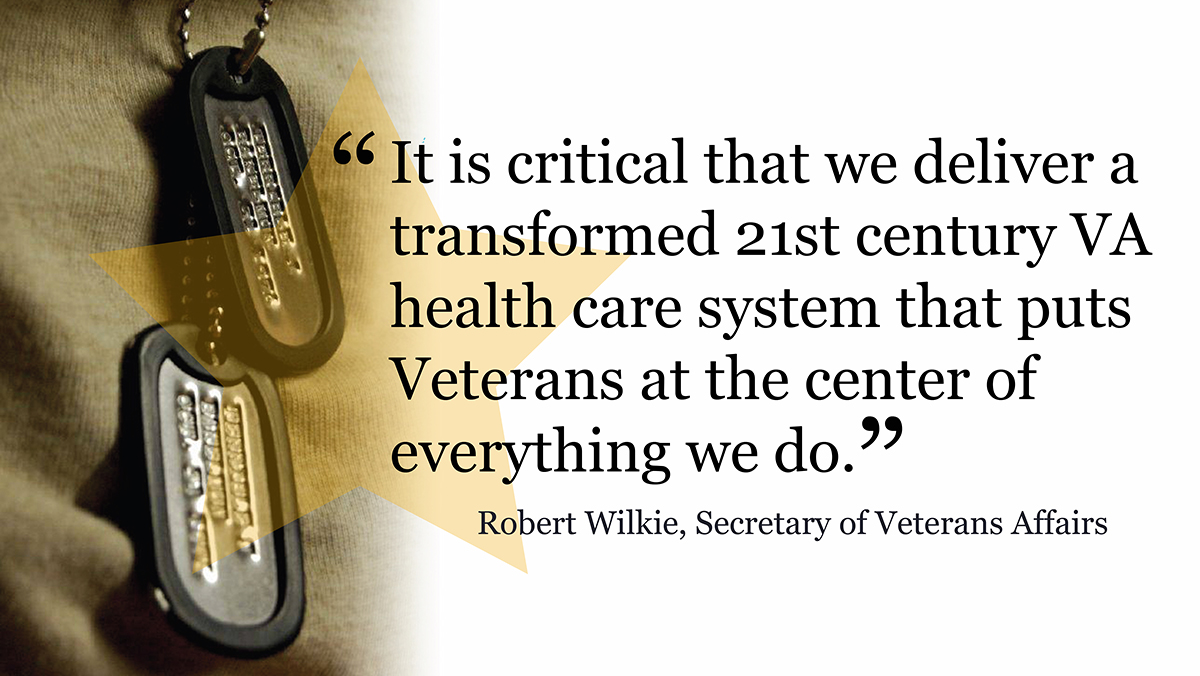 “ It is critical that we deliver a
transformed 21st century VA
health care system that puts
Veterans at the center of
everything we do.”
Robert Wilkie, Secretary of Veterans Affairs